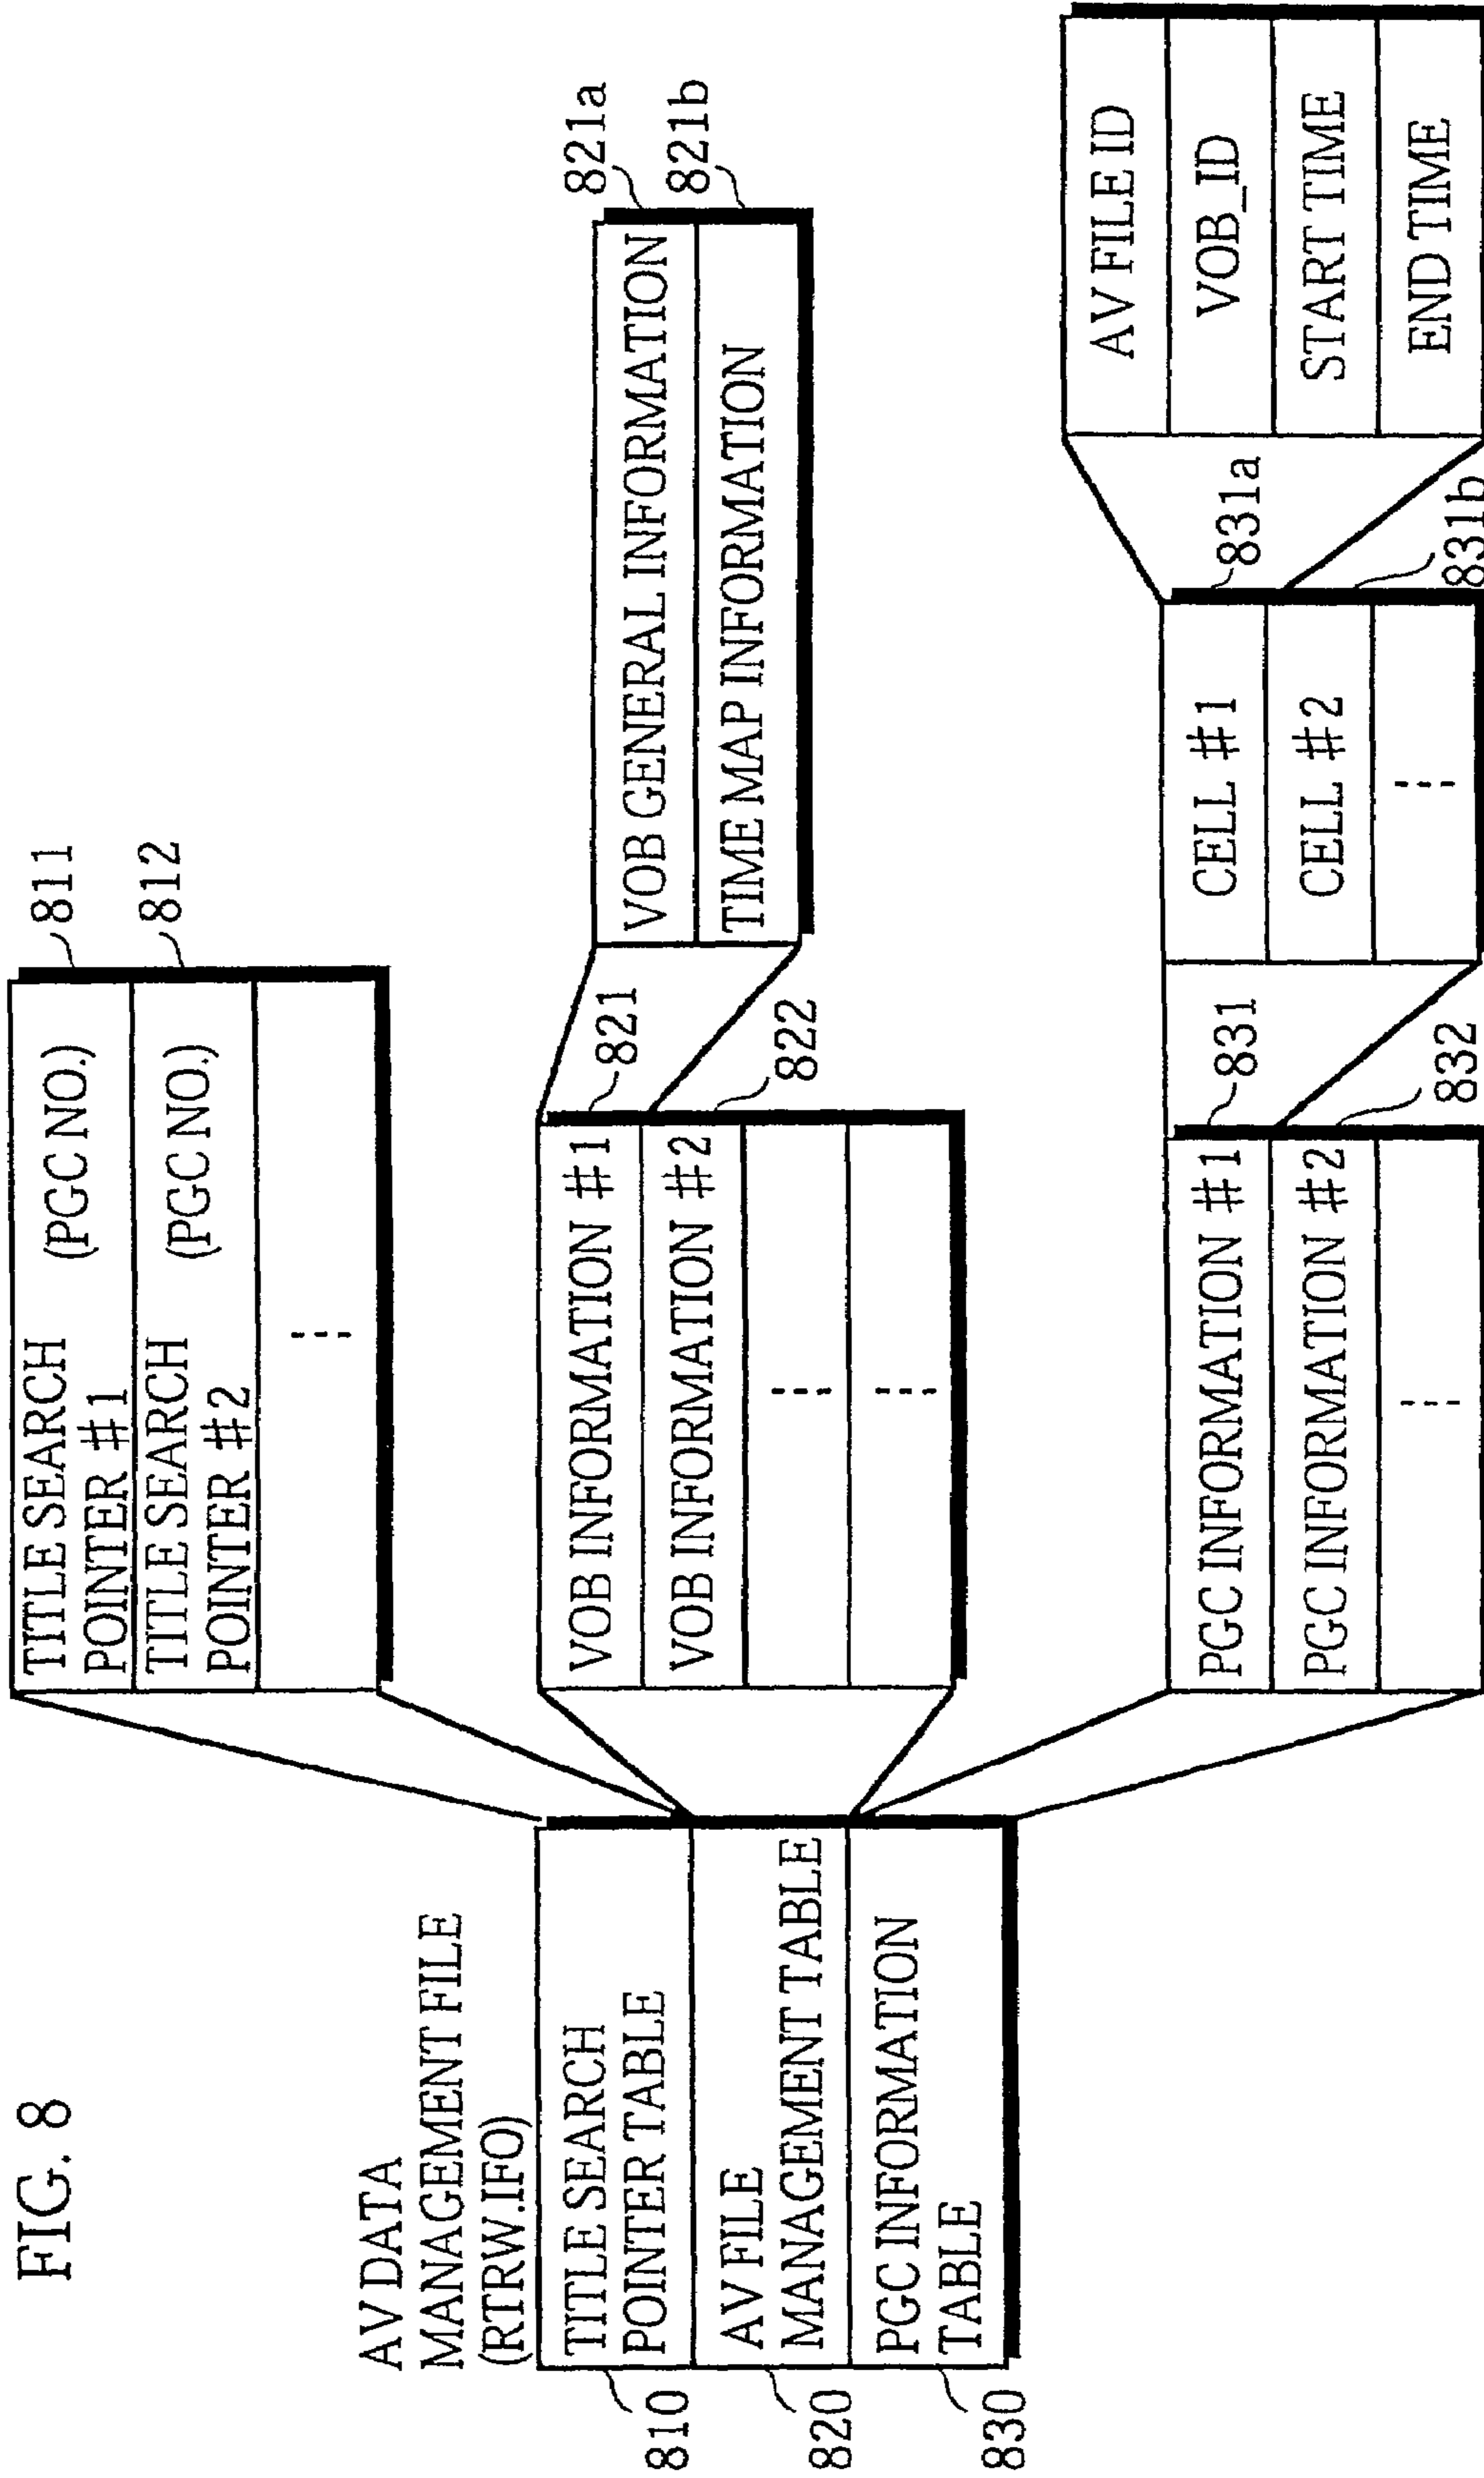 FIG. 8
AV DATA
MANAGEMENT FILE
(RTRW.IFO)
810
TITLE SEARCH
POINTER TABLE
820
AV FILE
MANAGEMENT TABLE
830
PGC INFORMATION
TABLE
TITLE SEARCH
POINTER #1
(PGC NO.)
811
TITLE SEARCH
POINTER #2
(PGC NO.)
812
VOB INFORMATION #1
821
VOB INFORMATION #2
822
VOB GENERAL INFORMATION
821a
TIME MAP INFORMATION
821b
PGC INFORMATION #1
831
PGC INFORMATION #2
832
CELL #1
831a
CELL #2
831b
AV FILE ID
VOB_ID
START TIME
END TIME